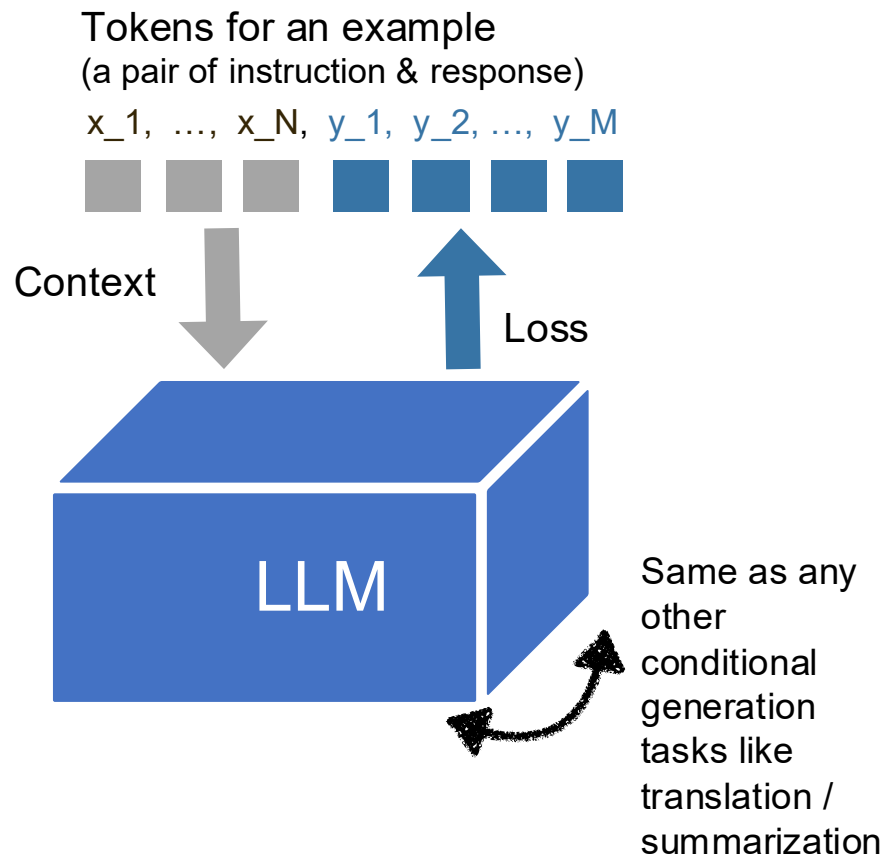 Tokens for an example
(a pair of instruction & response)
x_1, …, x_N, y_1, y_2, …, y_M
Context
Loss
LLM
Same as any
other
conditional
generation
tasks like
translation /
summarization